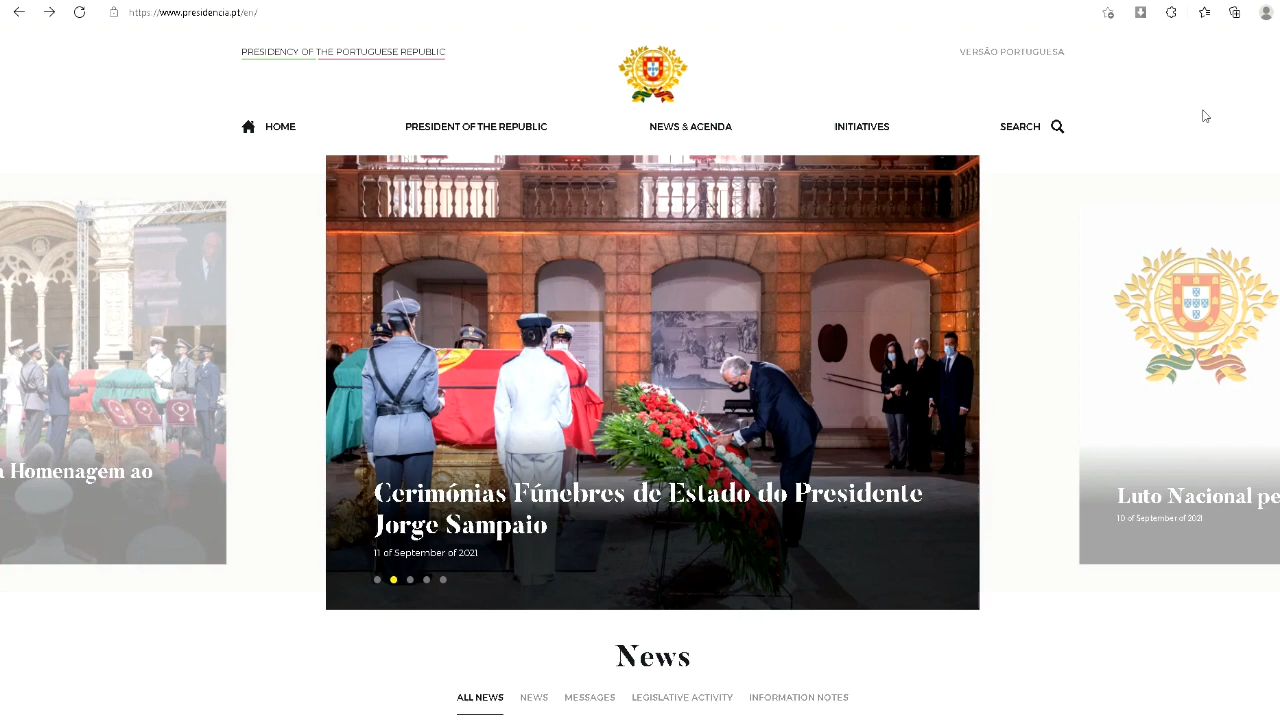 https://www.presidencia.pt/en/
PRESIDENCY OF THE PORTUGUESE REPUBLIC
VERSÃO PORTUGUESA
HOME
PRESIDENT OF THE REPUBLIC
NEWS & AGENDA
INITIATIVES
SEARCH
a Homenagem ao
Cerimónias Fúnebres de Estado do Presidente
Jorge Sampaio
11 of September of 2021
Luto Nacional pe
10 of September of 2021
News
ALL NEWS
NEWS
MESSAGES
LEGISLATIVE ACTIVITY
INFORMATION NOTES